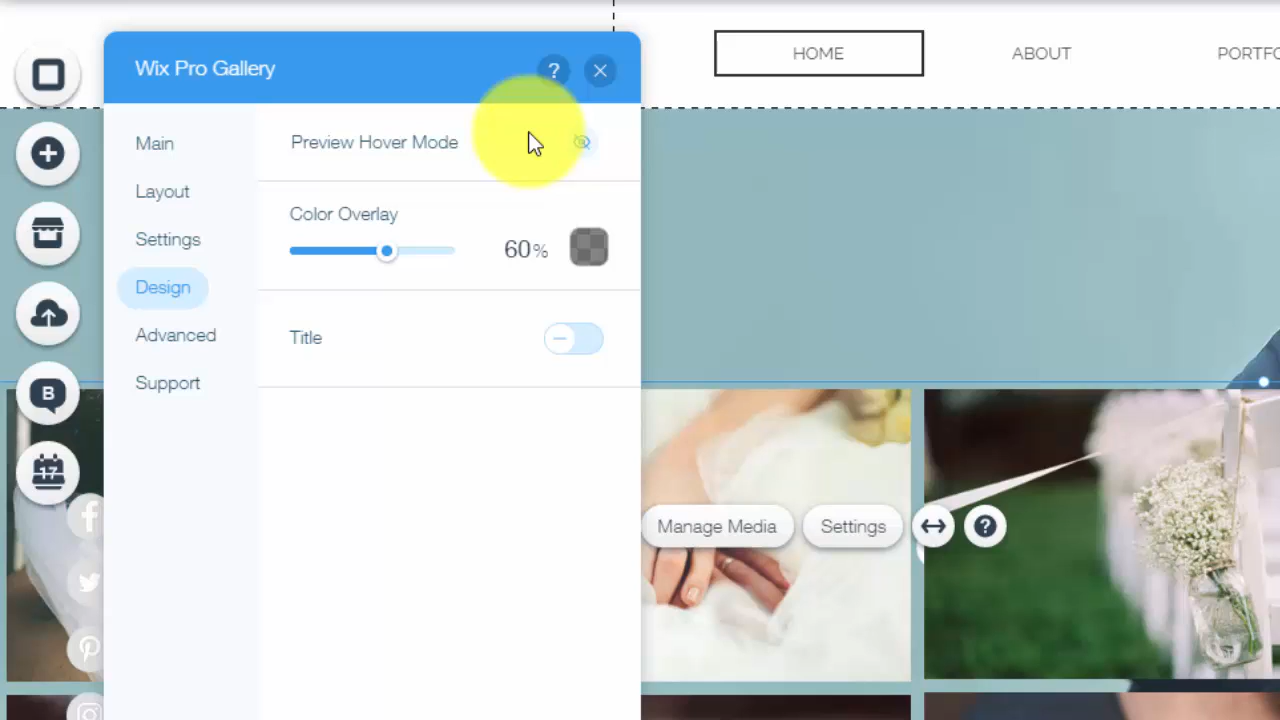 HOME
ABOUT
PORTFO
Wix Pro Gallery
?
Main
Layout
Settings
Design
Advanced
Support
Preview Hover Mode
Color Overlay
60%
Title
B
17
Manage Media
Settings
?